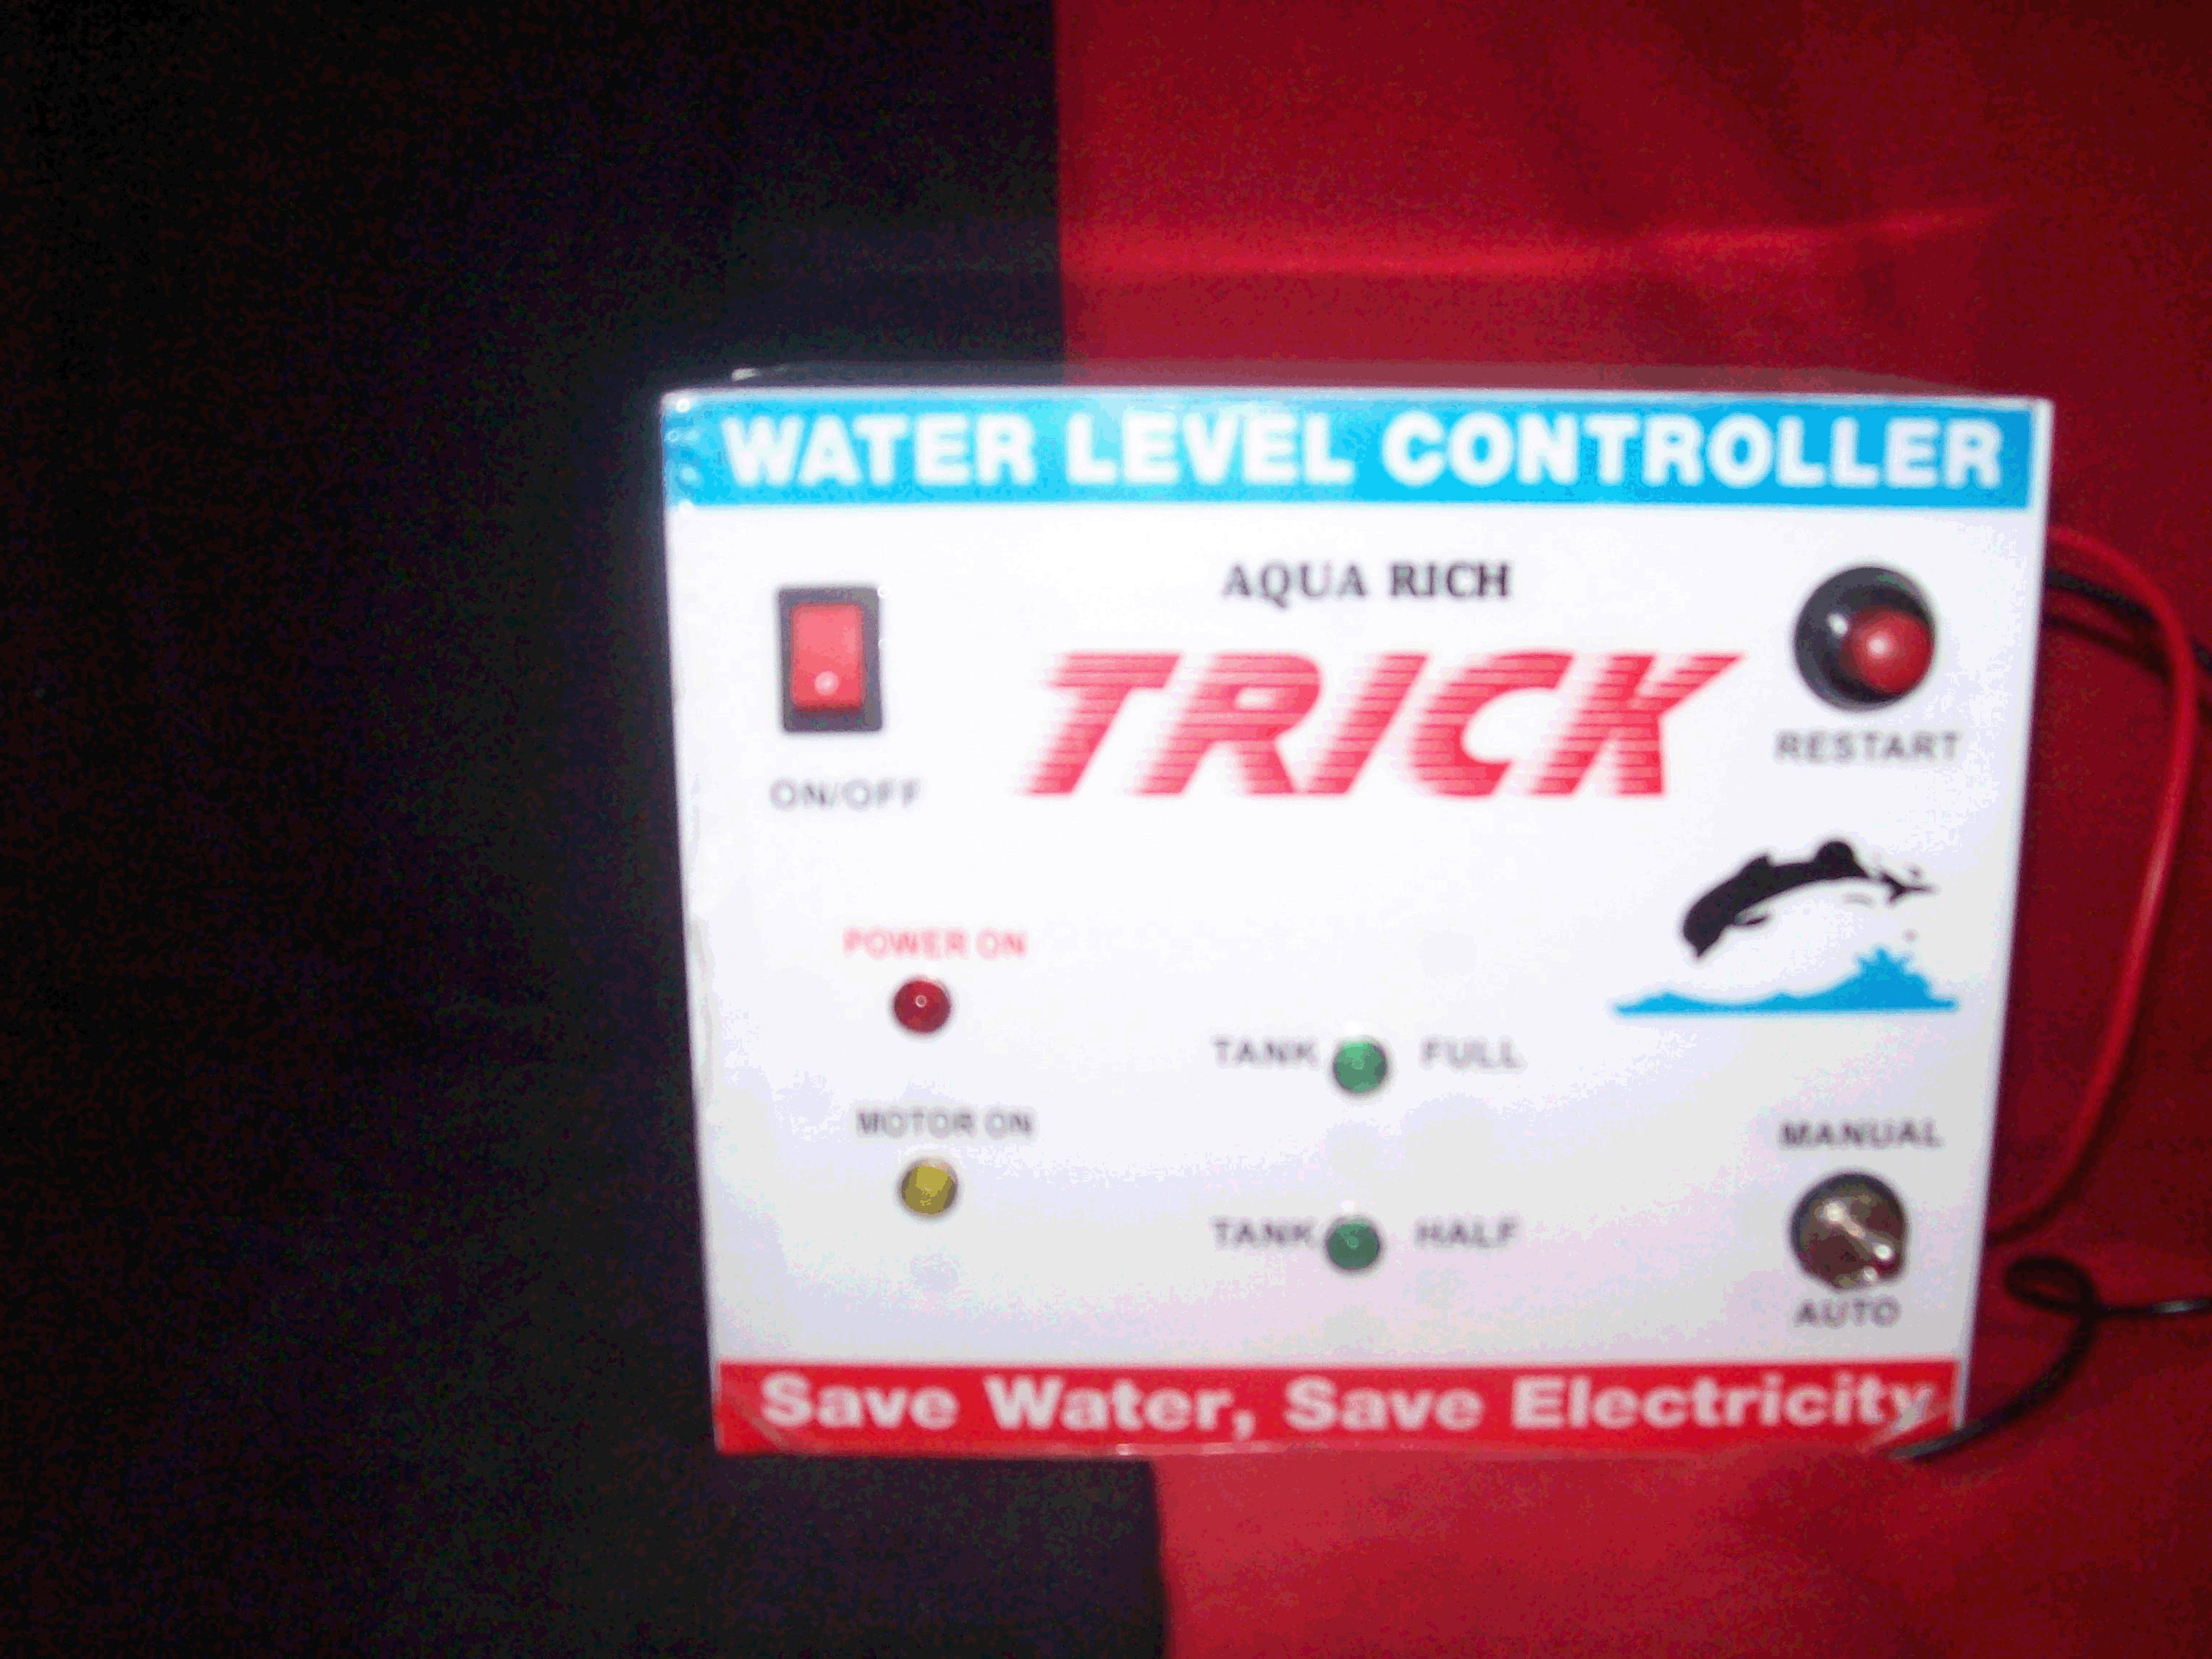 WATER LEVEL CONTROLLER
AQUA RICH
TRICK
RESTART
ON/OFF
POWER ON
TANK FULL
MOTOR ON
MANUAL
TANK HALF
AUTO
Save Water, Save Electricity